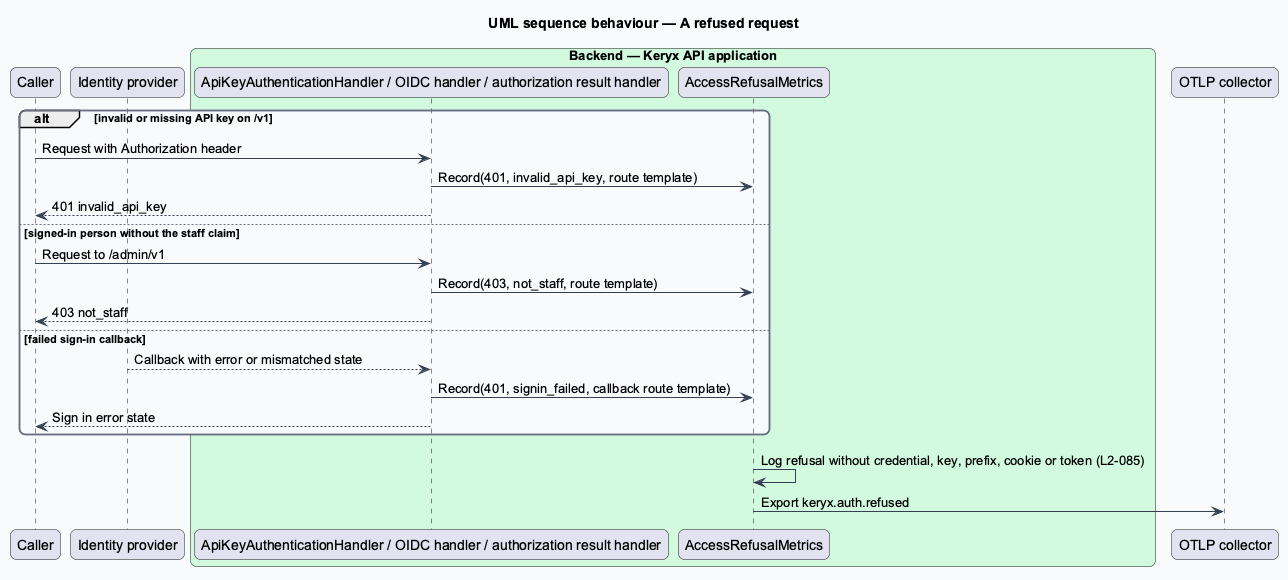 UML sequence behaviour — A refused request
Backend — Keryx API application
Caller
Identity provider
ApiKeyAuthenticationHandler / OIDC handler / authorization result handler
AccessRefusalMetrics
OTLP collector
alt
[invalid or missing API key on /v1]
Request with Authorization header
Record(401, invalid_api_key, route template)
401 invalid_api_key
[signed-in person without the staff claim]
Request to /admin/v1
Record(403, not_staff, route template)
403 not_staff
[failed sign-in callback]
Callback with error or mismatched state
Record(401, signin_failed, callback route template)
Sign in error state
Log refusal without credential, key, prefix, cookie or token (L2-085)
Export keryx.auth.refused
Caller
Identity provider
ApiKeyAuthenticationHandler / OIDC handler / authorization result handler
AccessRefusalMetrics
OTLP collector